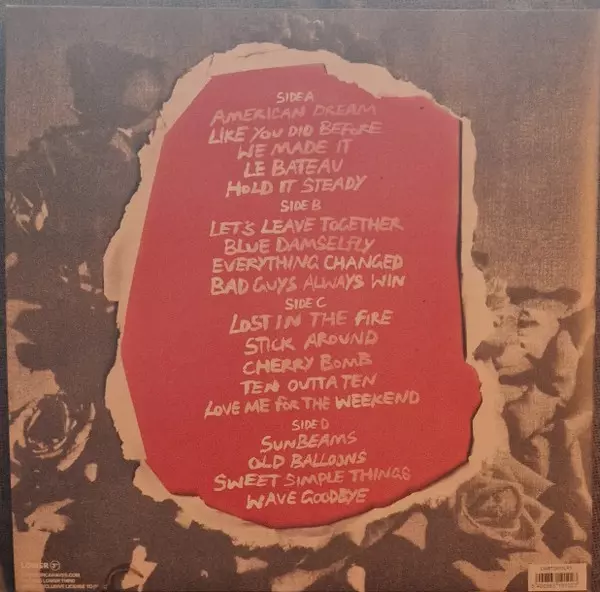 SIDE A
AMERICAN DREAM
LIKE YOU DID BEFORE
WE MADE IT
LE BATEAU
HOLD IT STEADY
SIDE B
LET'S LEAVE TOGETHER
BLUE DAMSELFLY
EVERYTHING CHANGED
BAD GUYS ALWAYS WIN
SIDE C
LOST IN THE FIRE
STICK AROUND
CHERRY BOMB
TEN OUTTA TEN
LOVE ME FOR THE WEEKEND
SIDE D
SUNBEAMS
OLD BALLOONS
SWEET SIMPLE THINGS
WAVE GOODBYE
LOWER